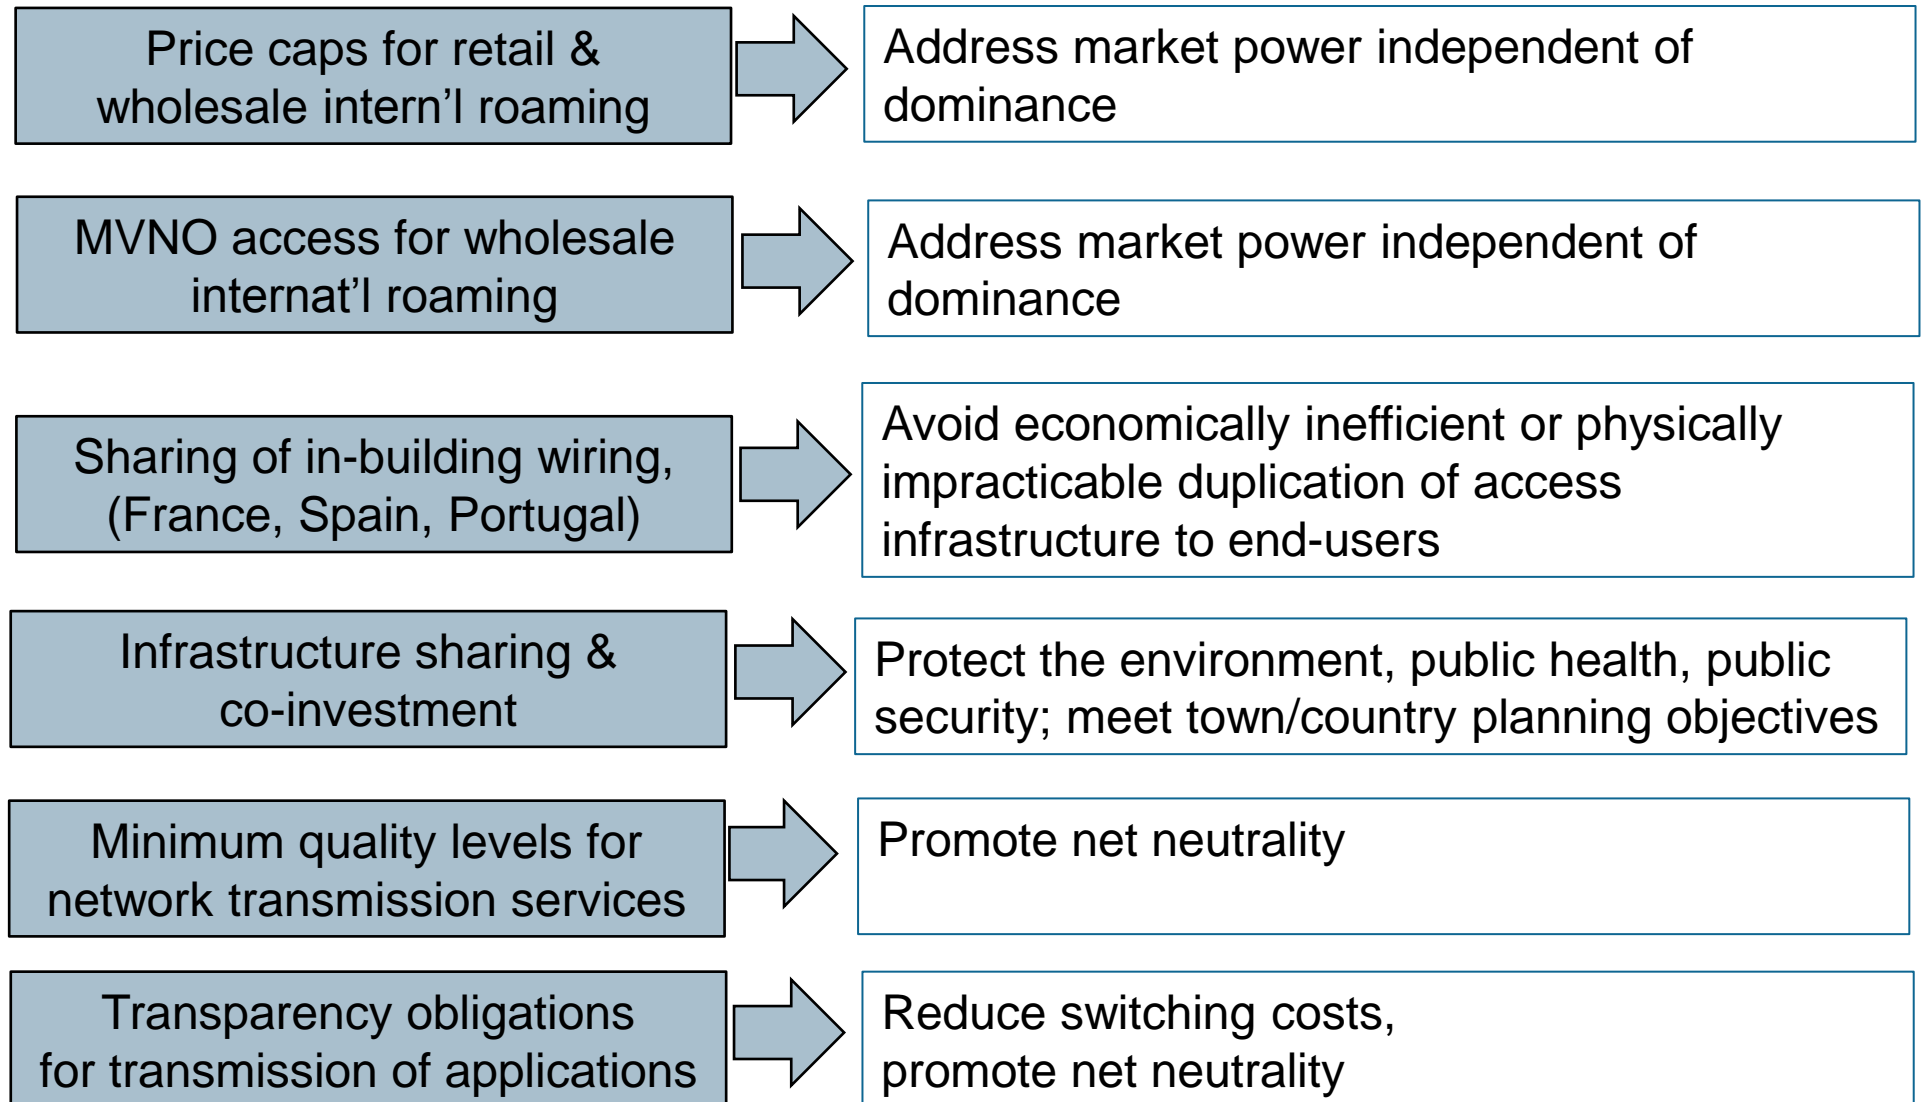 Price caps for retail &
wholesale intern’l roaming
Address market power independent of
dominance
MVNO access for wholesale
internat’l roaming
Address market power independent of
dominance
Sharing of in-building wiring,
(France, Spain, Portugal)
Avoid economically inefficient or physically
impracticable duplication of access
infrastructure to end-users
Infrastructure sharing &
co-investment
Protect the environment, public health, public
security; meet town/country planning objectives
Minimum quality levels for
network transmission services
Promote net neutrality
Transparency obligations
for transmission of applications
Reduce switching costs,
promote net neutrality